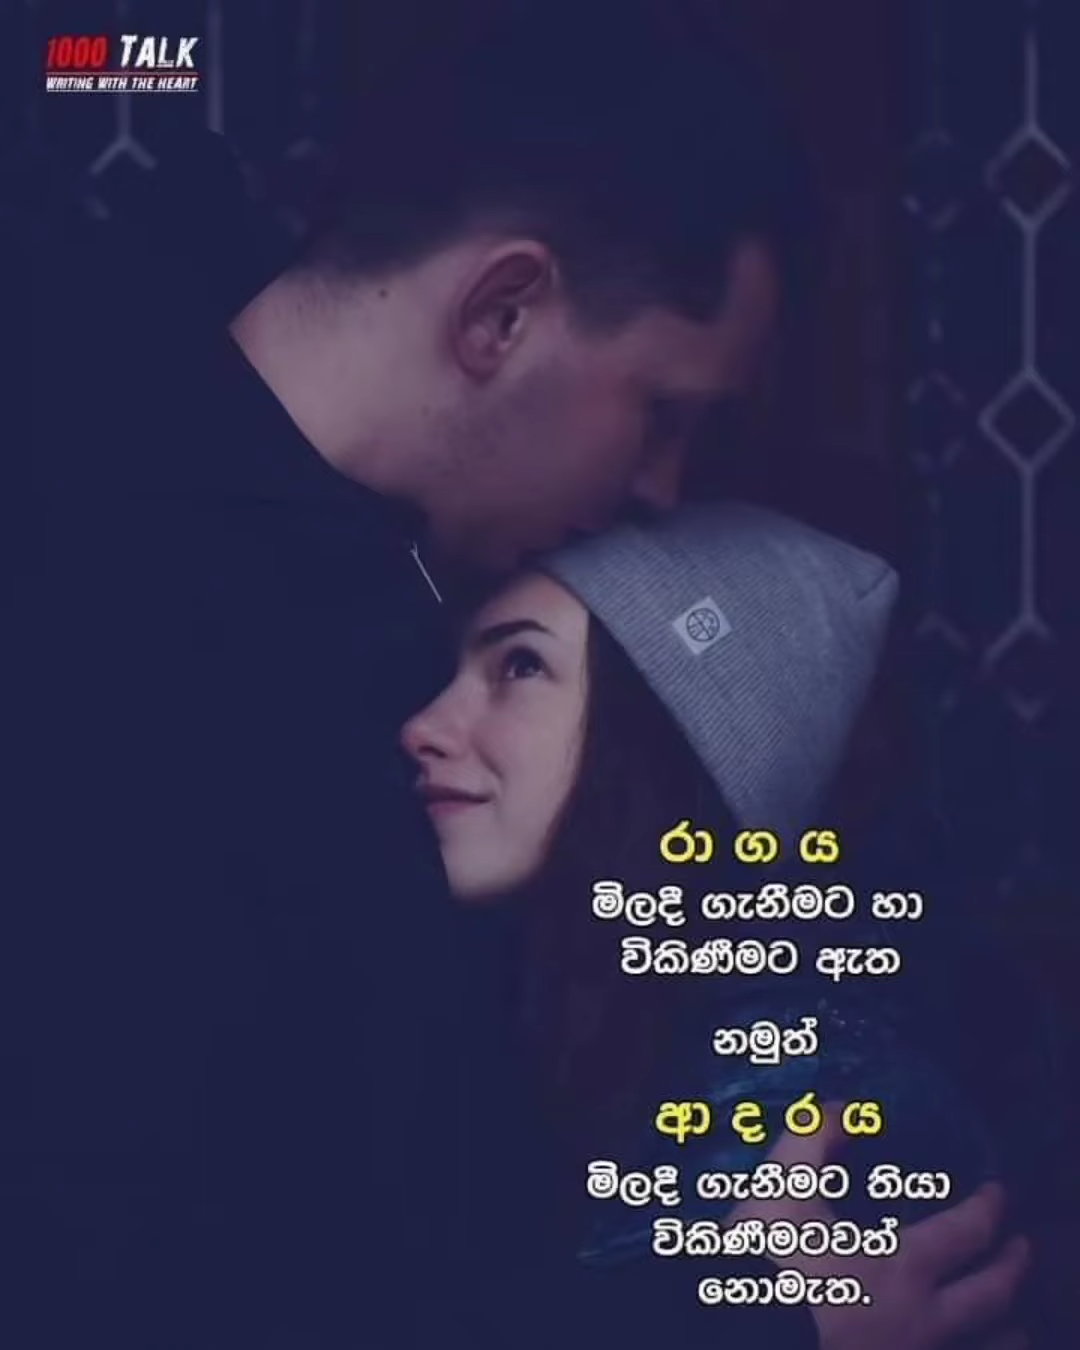 1000 TALK
WRITING WITH THE HEART
රා ග ය
මිලදී ගැනීමට හා
විකිණීමට ඇත
නමුත්
ආ ද ර ය
මිලදී ගැනීමට තියා
විකිණීමටවත්
නොමැත.